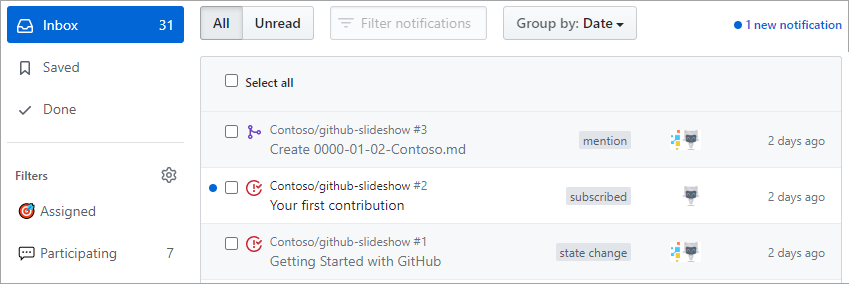 Inbox 31
All Unread Filter notifications Group by: Date 1 new notification
Saved
Select all
Done
Contoso/github-slideshow #3
Create 0000-01-02-Contoso.md mention 2 days ago
Filters
Contoso/github-slideshow #2
Your first contribution subscribed 2 days ago
Assigned
Contoso/github-slideshow #1
Getting Started with GitHub state change 2 days ago
Participating 7